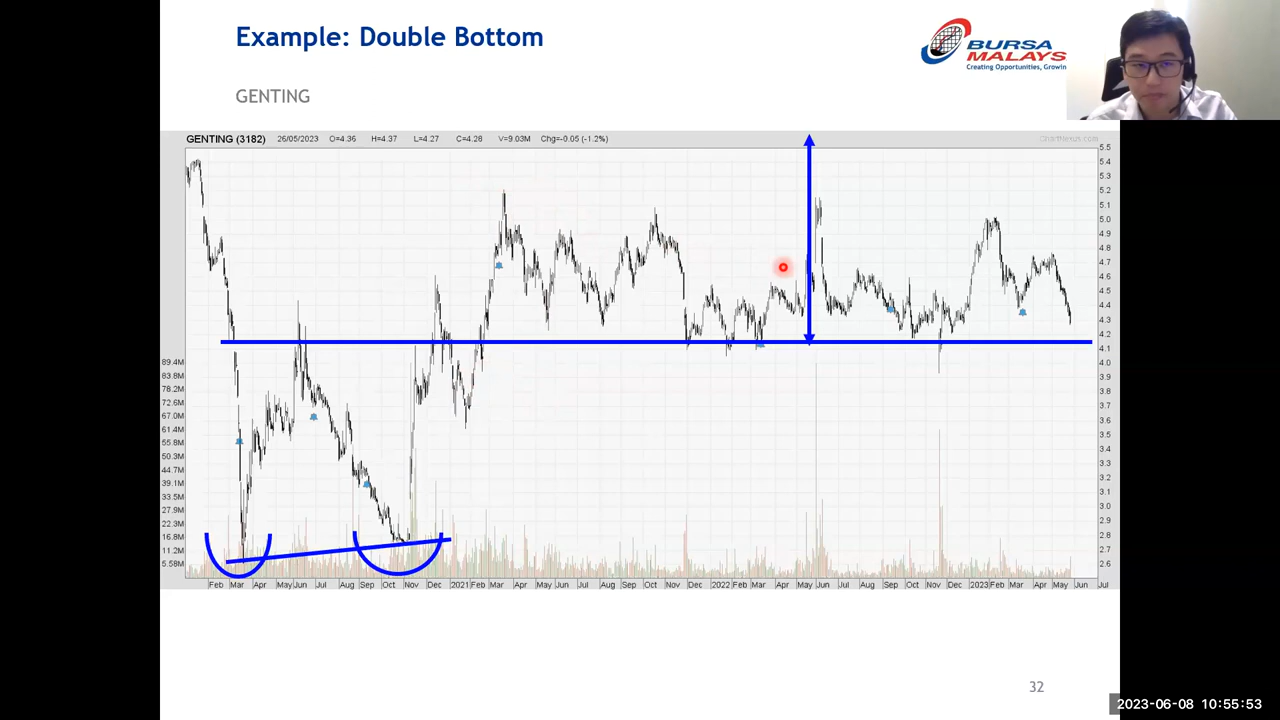 Example: Double Bottom
BURSA
MALAYS
Creating Opportunities, Growin
GENTING
GENTING (3182) 26/05/2023 O=4.36 H=4.37 L=4.27 C=4.28 V=9.03M Chg=-0.05 (-1.2%)
ChartNexus.com
5.5
5.4
5.3
5.2
5.1
5.0
4.9
4.8
4.7
4.6
4.5
4.4
4.3
4.2
4.1
89.4M 4.0
83.8M 3.9
78.2M 3.8
72.6M 3.7
67.0M 3.6
61.4M 3.5
55.8M 3.4
50.3M 3.3
44.7M 3.2
39.1M 3.1
33.5M 3.0
27.9M 2.9
22.3M 2.8
16.8M 2.7
11.2M 2.6
5.58M
Feb Mar Apr May Jun Jul Aug Sep Oct Nov Dec 2021 Feb Mar Apr May Jun Jul Aug Sep Oct Nov Dec 2022 Feb Mar Apr May Jun Jul Aug Sep Oct Nov Dec 2023 Feb Mar Apr May Jun Jul
32
2023-06-08 10:55:53